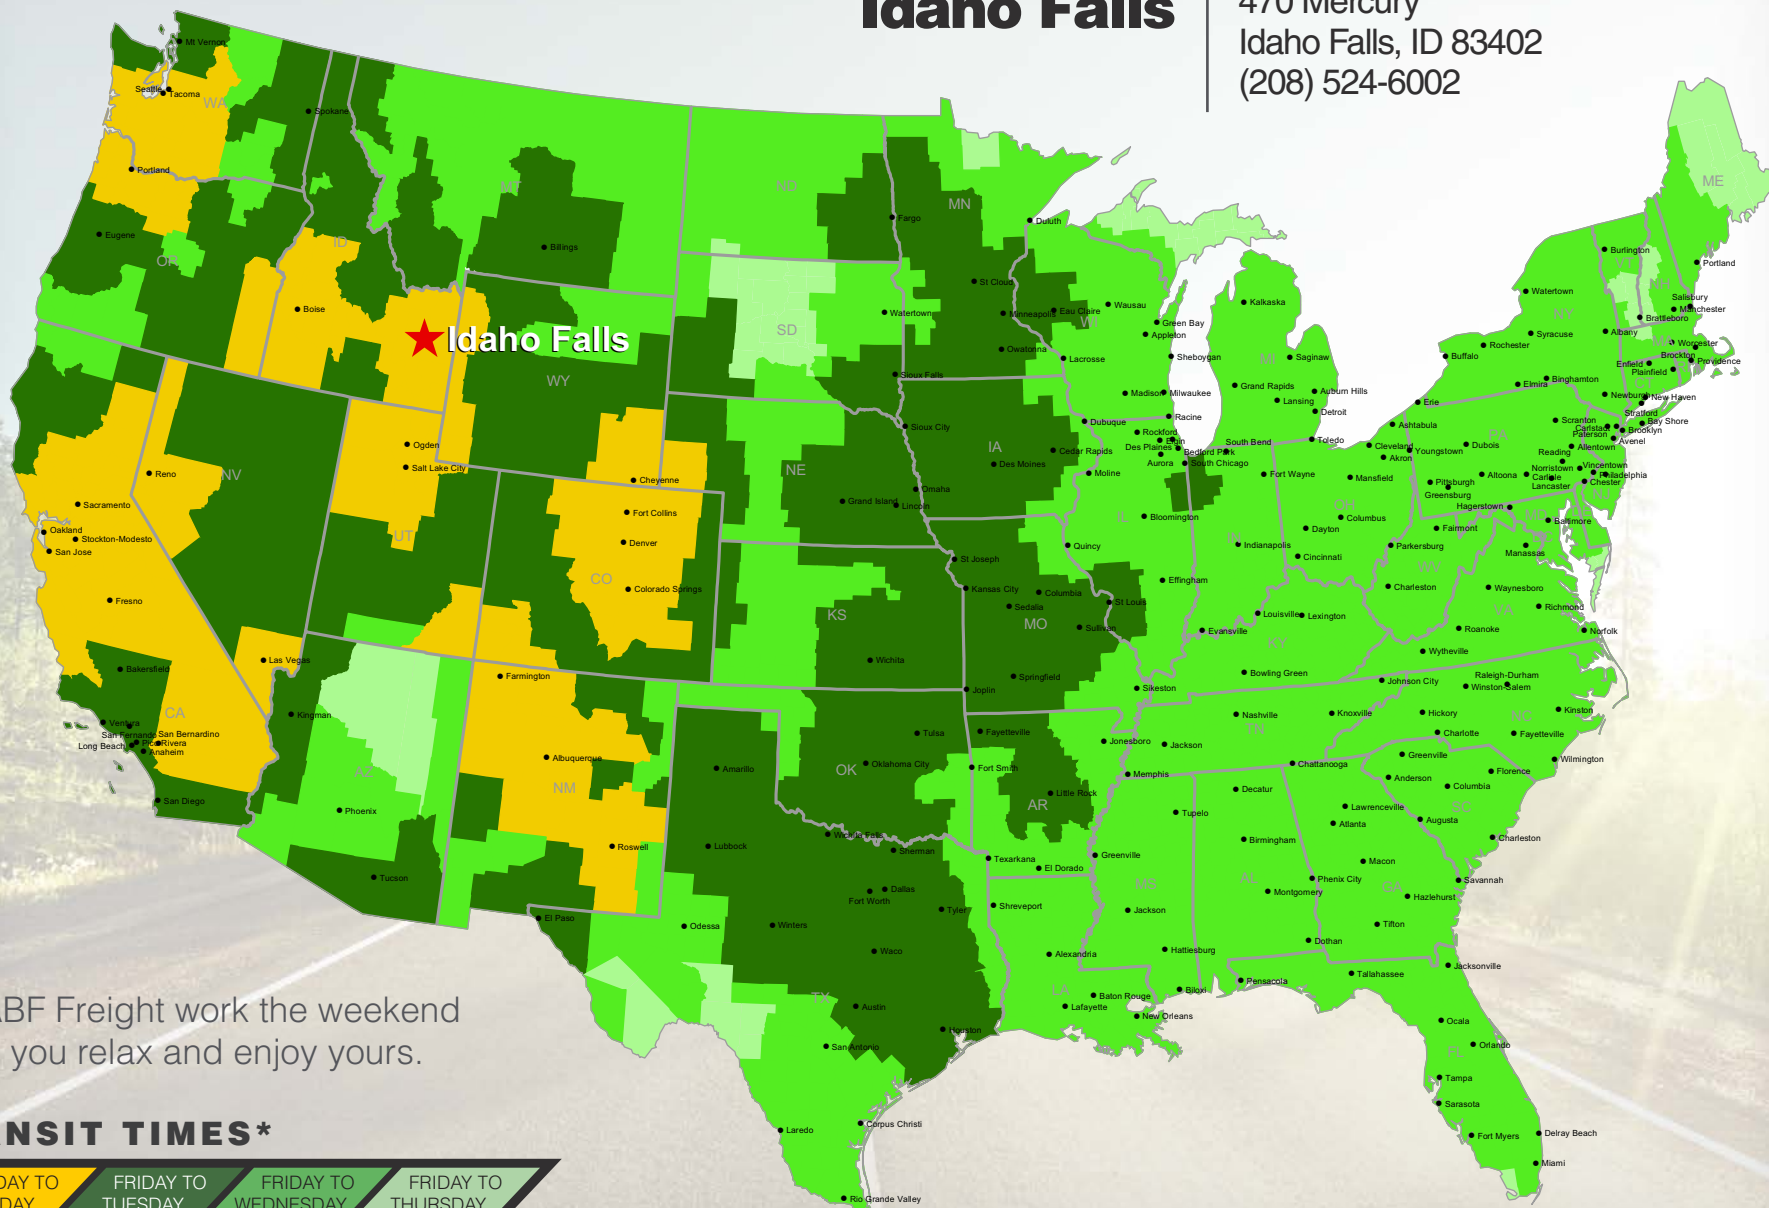 Idaho Falls
470 Mercury
Idaho Falls, ID 83402
(208) 524-6002
Mt Vernon
Seattle
Tacoma
WA
Spokane
Portland
Eugene
OR
ID
Boise
Idaho Falls
MT
Billings
WY
ND
Fargo
MN
Duluth
St Cloud
Minneapolis
Eau Claire
WI
Wausau
Green Bay
Appleton
Owatonna
Lacrosse
Sheboygan
Madison
Milwaukee
Racine
SD
Watertown
Sioux Falls
Sioux City
Kalkaska
MI
Saginaw
Grand Rapids
Auburn Hills
Lansing
Detroit
ME
Burlington
VT
NH
Portland
Watertown
Salisbury
Manchester
Brattleboro
NY
Syracuse
Albany
MA
Worcester
Rochester
Buffalo
Brockton
Enfield
Providence
Plainfield
CT
Binghamton
Elmira
Newburgh
New Haven
Stratford
Bay Shore
Erie
Scranton
Carlstadt
Brooklyn
Paterson
Avenel
Ashtabula
PA
Dubois
Allentown
Cleveland
Youngstown
Akron
Reading
Norristown
Vincentown
Altoona
Carlisle
Philadelphia
Lancaster
Chester
Pittsburgh
Greensburg
NJ
Hagerstown
MD
Baltimore
Toledo
South Bend
Dubuque
Rockford
Elgin
Des Plaines
Bedford Park
Aurora
South Chicago
Fort Wayne
Mansfield
IA
Cedar Rapids
Des Moines
Moline
OH
Columbus
Dayton
Fairmont
Parkersburg
Manassas
Cincinnati
IL
Bloomington
IN
Indianapolis
Quincy
Effingham
WV
Charleston
Waynesboro
VA
Richmond
Roanoke
Norfolk
Wytheville
Louisville
Lexington
Evansville
KY
Bowling Green
NE
Omaha
Grand Island
Lincoln
Ogden
Salt Lake City
UT
Reno
NV
Cheyenne
Fort Collins
Denver
CO
Colorado Springs
Sacramento
Oakland
Stockton-Modesto
San Jose
Fresno
Las Vegas
Bakersfield
CA
Ventura
San Fernando
San Bernardino
Pico Rivera
Long Beach
Anaheim
San Diego
Kingman
AZ
Phoenix
Tucson
Farmington
Albuquerque
NM
Roswell
St Joseph
Kansas City
Columbia
Sedalia
St Louis
MO
Sullivan
KS
Wichita
Springfield
Joplin
Sikeston
Tulsa
OK
Oklahoma City
Fayetteville
Fort Smith
Jonesboro
AR
Little Rock
Johnson City
Raleigh-Durham
Winston-Salem
Nashville
Knoxville
Hickory
NC
Kinston
TN
Charlotte
Fayetteville
Jackson
Memphis
Chattanooga
Greenville
Wilmington
Anderson
Florence
Columbia
Decatur
Lawrenceville
SC
Tupelo
Atlanta
Augusta
Charleston
Birmingham
Macon
AL
Phenix City
GA
Savannah
Montgomery
Hazlehurst
MS
Greenville
Jackson
Tifton
Dothan
Hattiesburg
Jacksonville
Tallahassee
Pensacola
Biloxi
Amarillo
Wichita Falls
Lubbock
Sherman
Texarkana
El Dorado
Dallas
Fort Worth
Tyler
Shreveport
El Paso
Odessa
Winters
Waco
Alexandria
TX
LA
Baton Rouge
Lafayette
New Orleans
Austin
Houston
San Antonio
Corpus Christi
Laredo
Rio Grande Valley
Ocala
Orlando
FL
Tampa
Sarasota
Fort Myers
Delray Beach
Miami
ABF Freight work the weekend
you relax and enjoy yours.
NSIT TIMES*
DAY TO
DAY
FRIDAY TO
TUESDAY
FRIDAY TO
WEDNESDAY
FRIDAY TO
THURSDAY